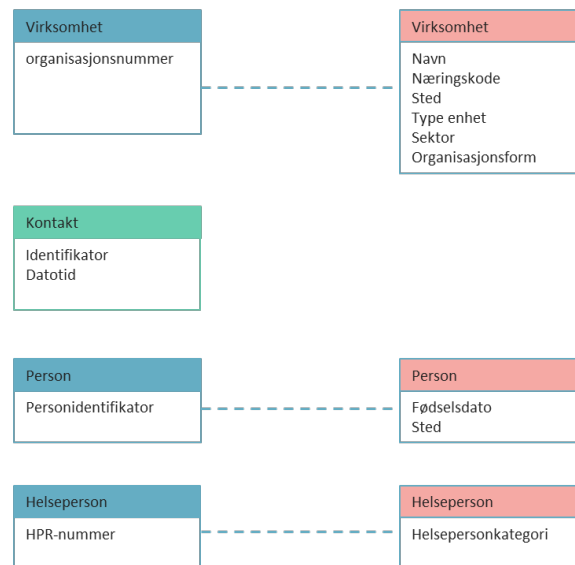 Virksomhet
organisasjonsnummer
Virksomhet
Navn
Næringskode
Sted
Type enhet
Sektor
Organisasjonsform
Kontakt
Identifikator
Datotid
Person
Personidentifikator
Person
Fødselsdato
Sted
Helseperson
HPR-nummer
Helseperson
Helsepersonkategori